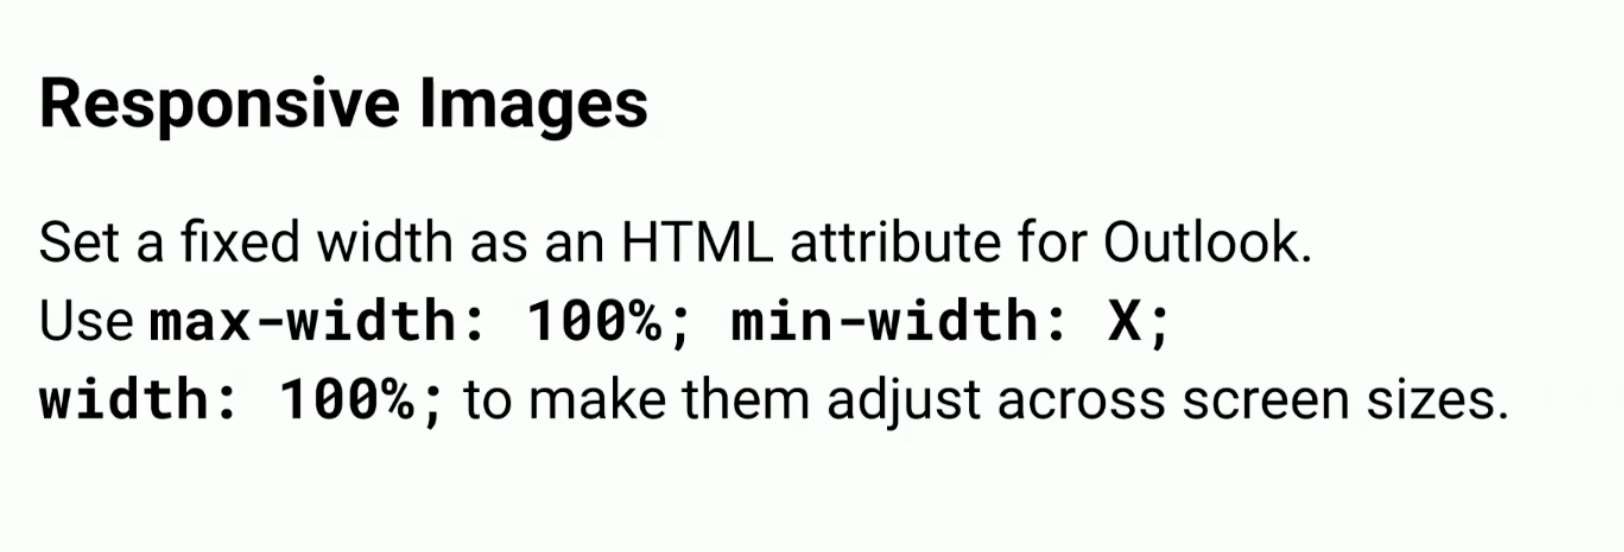 Responsive Images
Set a fixed width as an HTML attribute for Outlook.
Use max-width: 100%; min-width: X;
width: 100%; to make them adjust across screen sizes.